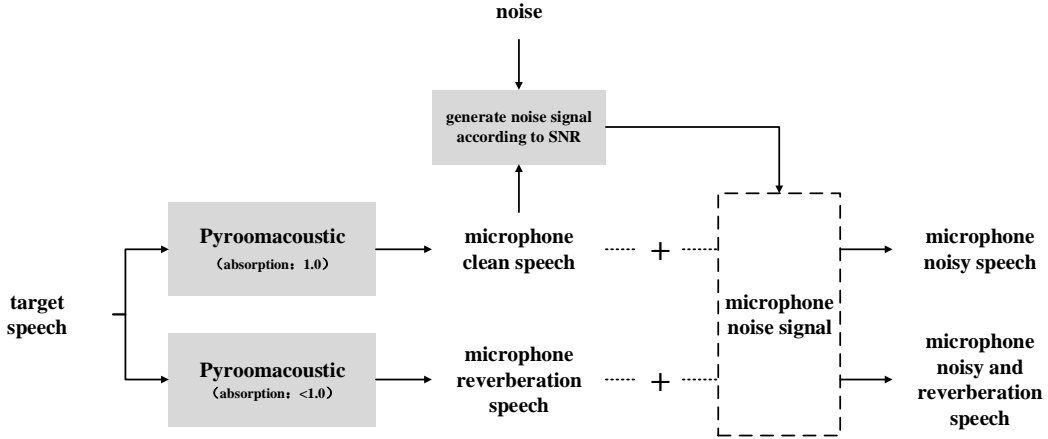 noise
generate noise signal
according to SNR
Pyroomacoustic
（absorption：1.0）
microphone
clean speech
+
microphone
noisy speech
target
speech
microphone
noise signal
Pyroomacoustic
（absorption：<1.0）
microphone
reverberation
speech
+
microphone
noisy and
reverberation
speech